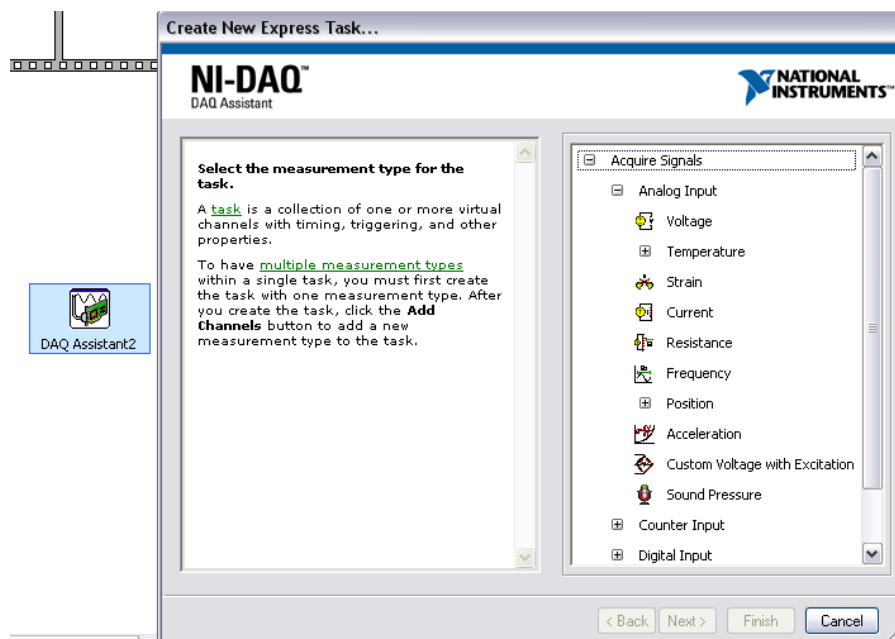 Create New Express Task...
NI-DAQ™
DAQ Assistant
NATIONAL
INSTRUMENTS™
Select the measurement type for the
task.
A task is a collection of one or more virtual
channels with timing, triggering, and other
properties.
To have multiple measurement types
within a single task, you must first create
the task with one measurement type. After
you create the task, click the Add
Channels button to add a new
measurement type to the task.
Acquire Signals
Analog Input
Voltage
Temperature
Strain
Current
Resistance
Frequency
Position
Acceleration
Custom Voltage with Excitation
Sound Pressure
Counter Input
Digital Input
DAQ Assistant2
< Back
Next >
Finish
Cancel